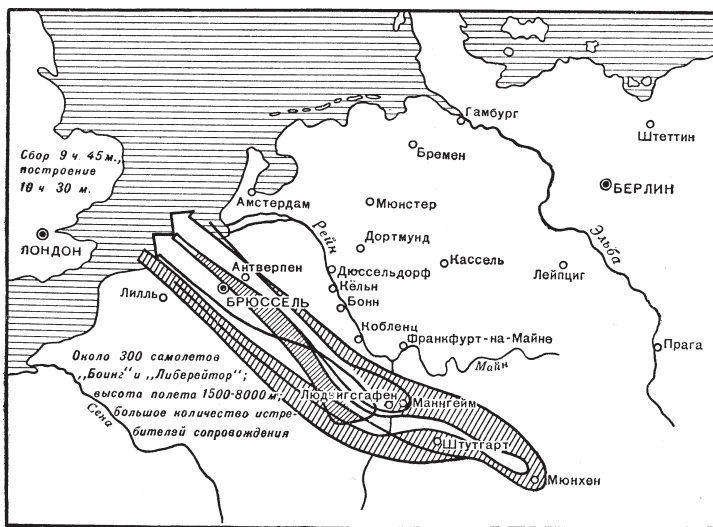 Гамбург
Штеттин
Бремен
Сбор 9 ч. 45 м.,
построение
10 ч 30 м.
БЕРЛИН
Амстердам
Мюнстер
Рейн
Эльба
ЛОНДОН
Дортмунд
Антверпен
Дюссельдорф
Кассель
Лейпциг
Кёльн
Лилль
БРЮССЕЛЬ
Бонн
Кобленц
Франкфурт-на-Майне
Прага
Майн
Около 300 самолетов
„Боинг" и „Либерейтор";
высота полета 1500-8000 м;
большое количество истре-
бителей сопровождения
Сена
Людвигсгафен
Маннгейм
Штутгарт
Мюнхен